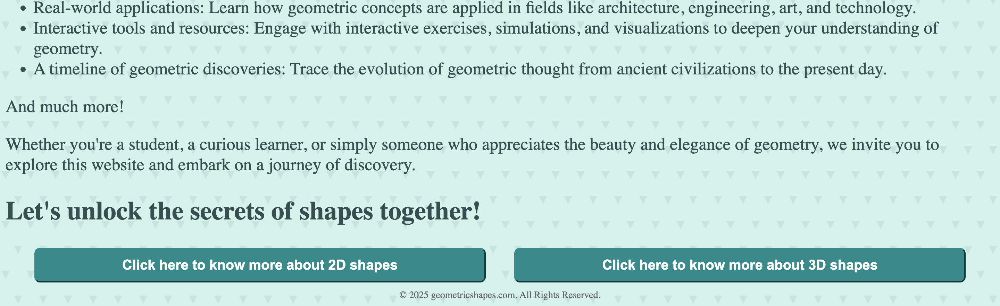 Real-world applications: Learn how geometric concepts are applied in fields like architecture, engineering, art, and technology.
Interactive tools and resources: Engage with interactive exercises, simulations, and visualizations to deepen your understanding of
geometry.
A timeline of geometric discoveries: Trace the evolution of geometric thought from ancient civilizations to the present day.
And much more!
Whether you're a student, a curious learner, or simply someone who appreciates the beauty and elegance of geometry, we invite you to
explore this website and embark on a journey of discovery.
Let's unlock the secrets of shapes together!
Click here to know more about 2D shapes
Click here to know more about 3D shapes
© 2025 geometricshapes.com. All Rights Reserved.